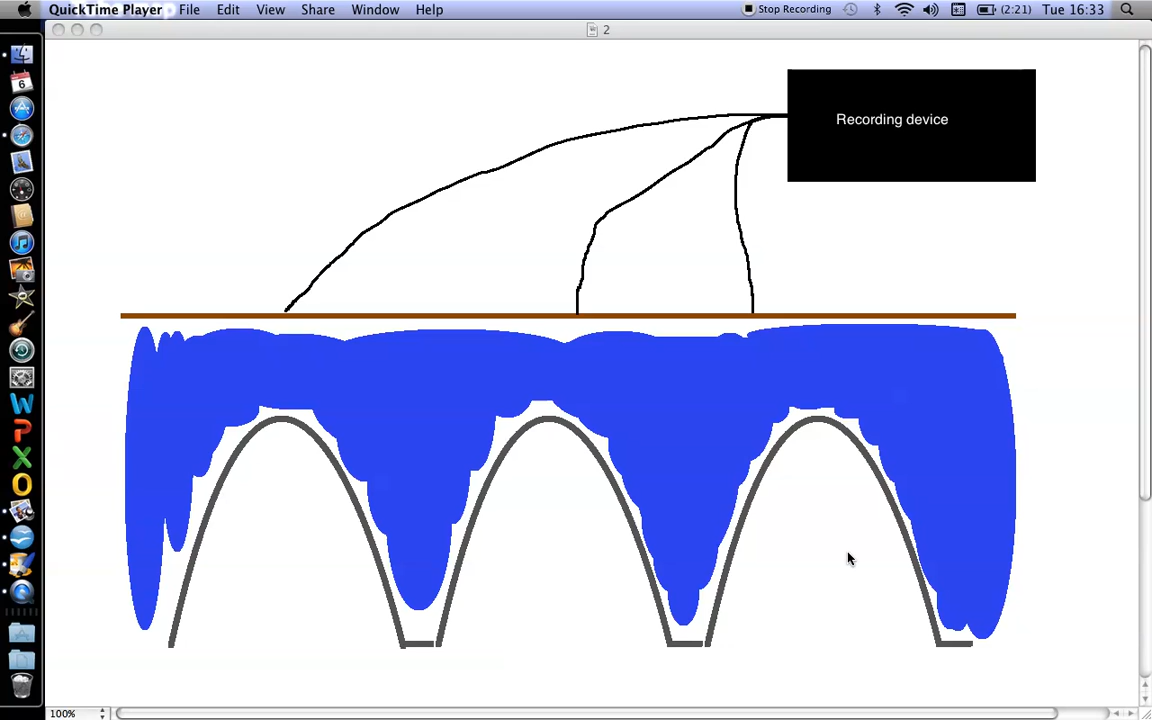 QuickTime Player File Edit View Share Window Help Stop Recording (2:21) Tue 16:33
2
6
Recording device
100%